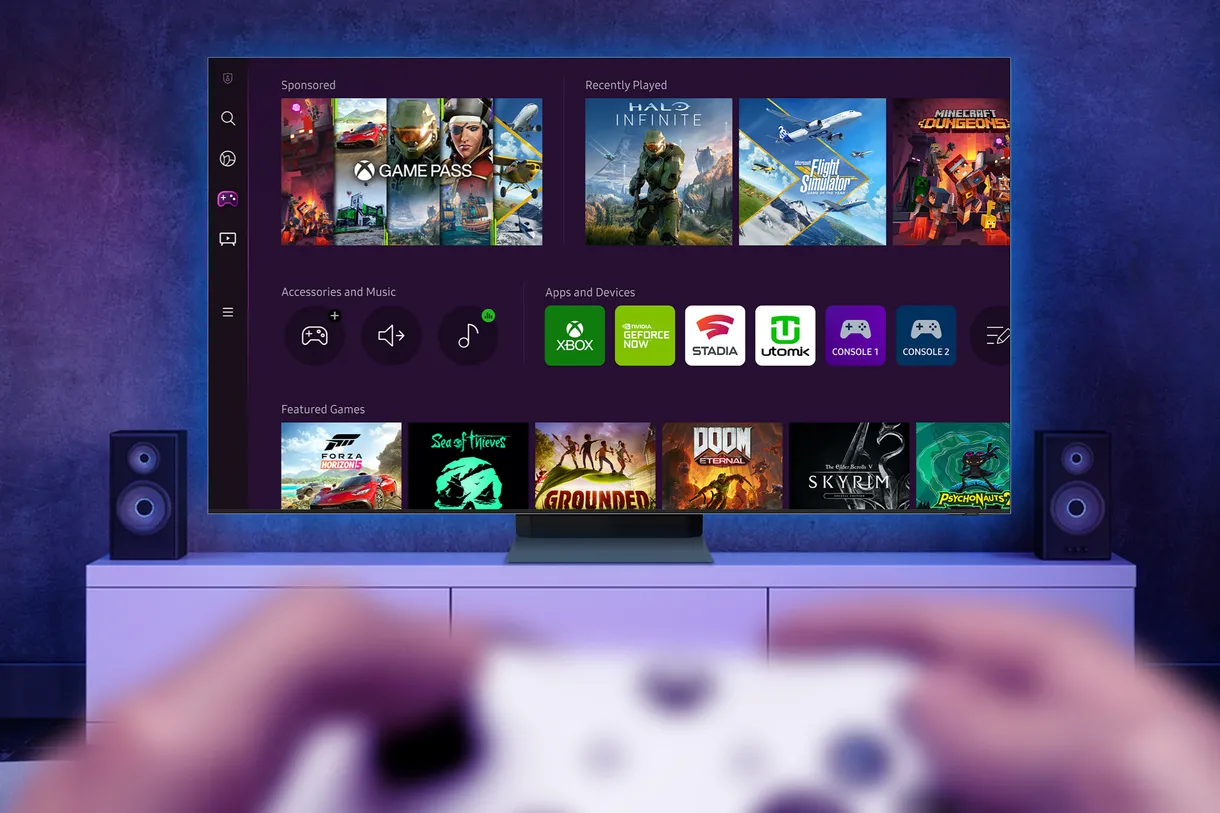 Sponsored
Recently Played
GAME PASS
HALO
INFINITE
Microsoft
Flight
Simulator
GAME OF THE YEAR
MINECRAFT
DUNGEONS
Accessories and Music
Apps and Devices
XBOX
NVIDIA.
GEFORCE
NOW
STADIA
utomik
CONSOLE 1
CONSOLE 2
Featured Games
FORZA
HORIZON 5
Sea of Thieves
GROUNDED
DOOM
ETERNAL
The Elder Scrolls V
SKYRIM
SPECIAL EDITION
PSYCHONAUTS 2